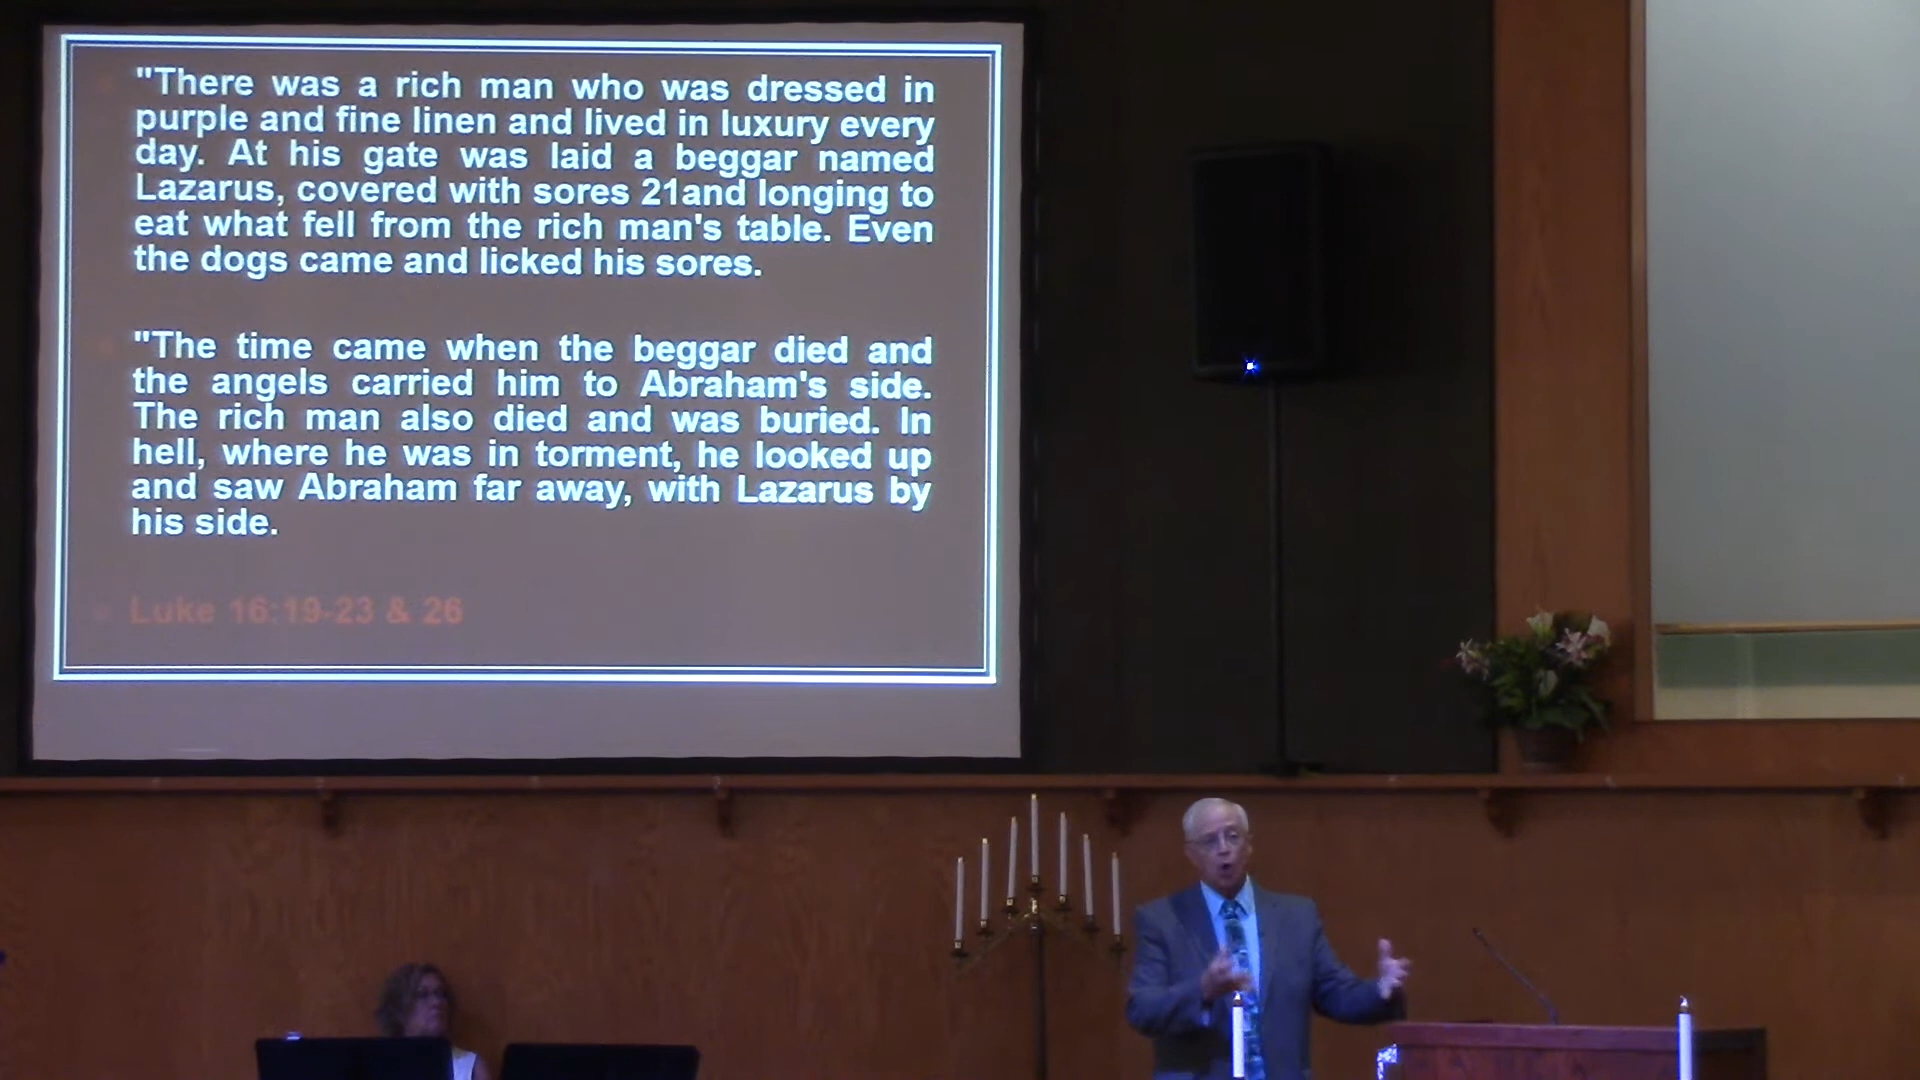 "There was a rich man who was dressed in
purple and fine linen and lived in luxury every
day. At his gate was laid a beggar named
Lazarus, covered with sores 21and longing to
eat what fell from the rich man's table. Even
the dogs came and licked his sores.
"The time came when the beggar died and
the angels carried him to Abraham's side.
The rich man also died and was buried. In
hell, where he was in torment, he looked up
and saw Abraham far away, with Lazarus by
his side.
Luke 16:19-23 & 26